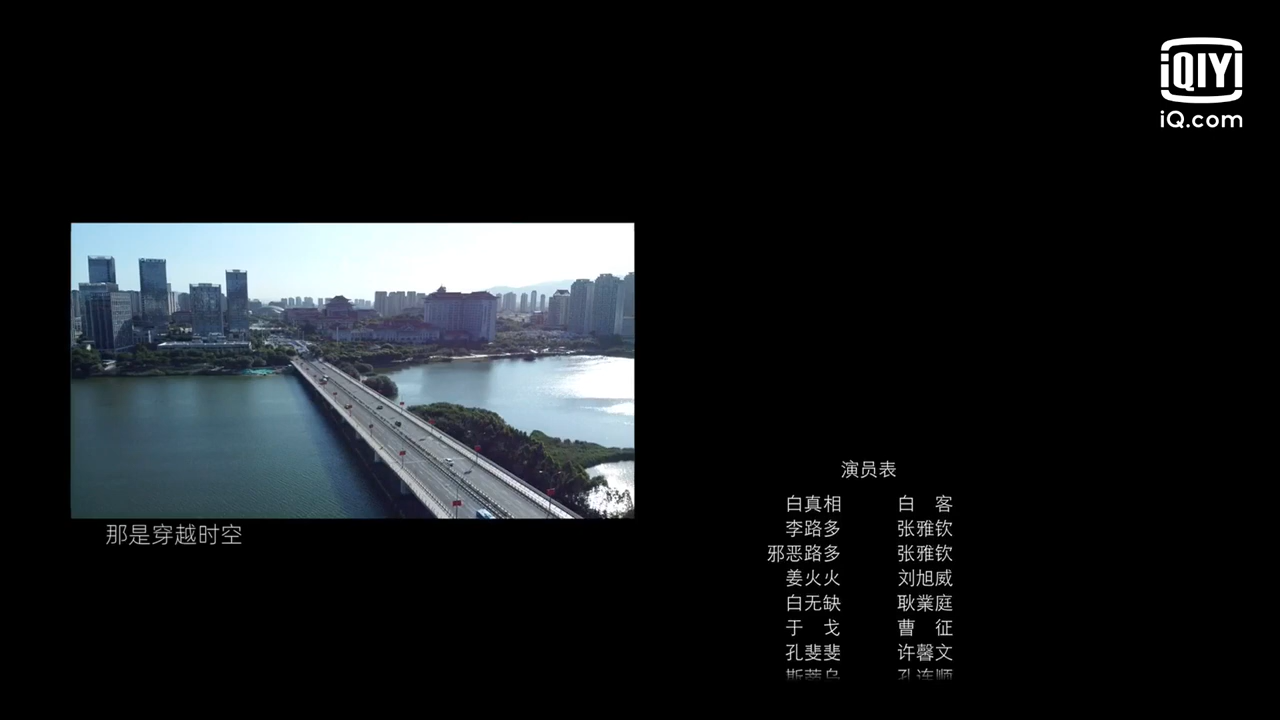 iQIYI
iQ.com
那是穿越时空
演员表
白真相 白 客
李路多 张雅钦
邪恶路多 张雅钦
姜火火 刘旭威
白无缺 耿業庭
于 戈 曹 征
孔斐斐 许馨文